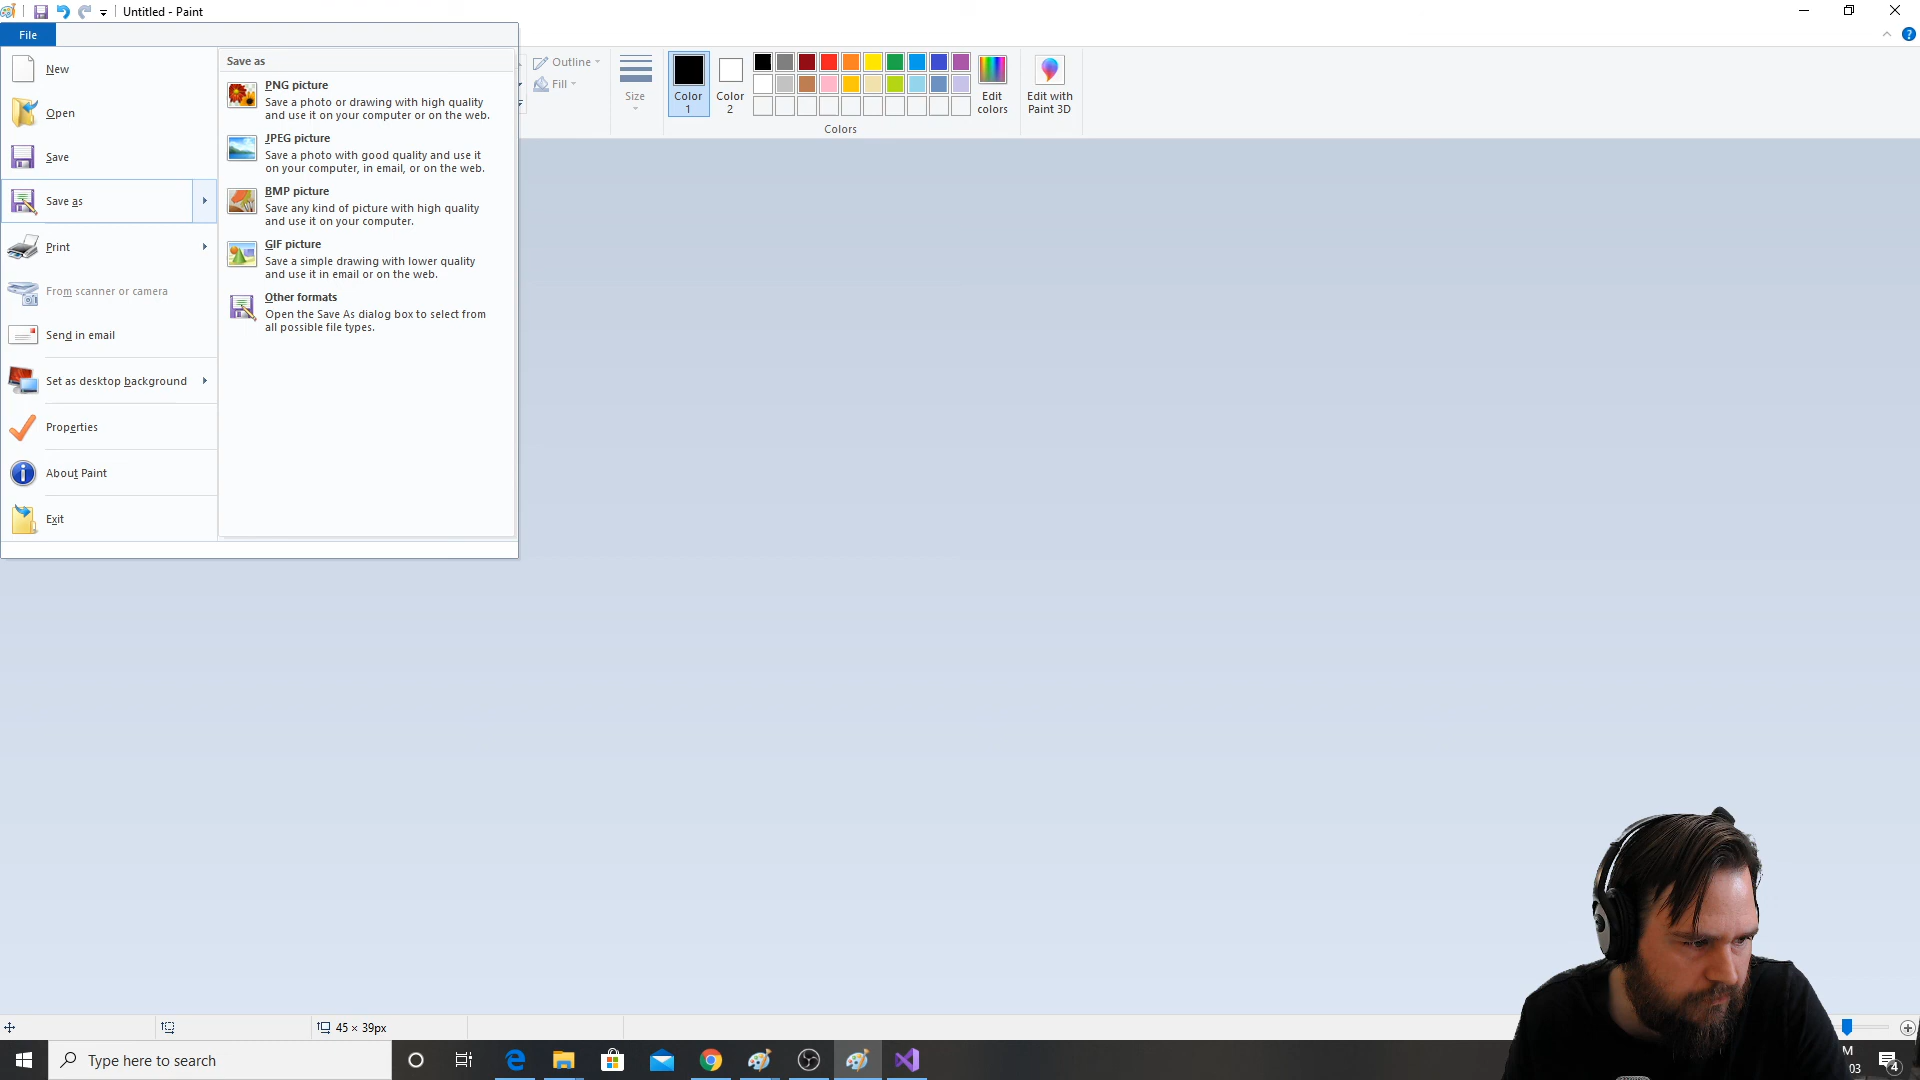 Untitled - Paint
File
New
Open
Save
Save as
Print
From scanner or camera
Send in email
Set as desktop background
Properties
About Paint
Exit
Save as
PNG picture
Save a photo or drawing with high quality
and use it on your computer or on the web.
JPEG picture
Save a photo with good quality and use it
on your computer, in email, or on the web.
BMP picture
Save any kind of picture with high quality
and use it on your computer.
GIF picture
Save a simple drawing with lower quality
and use it in email or on the web.
Other formats
Open the Save As dialog box to select from
all possible file types.
Outline
Fill
Size
Color
1
Color
2
Edit
colors
Edit with
Paint 3D
Colors
?
45 × 39px
Type here to search
M
03
4